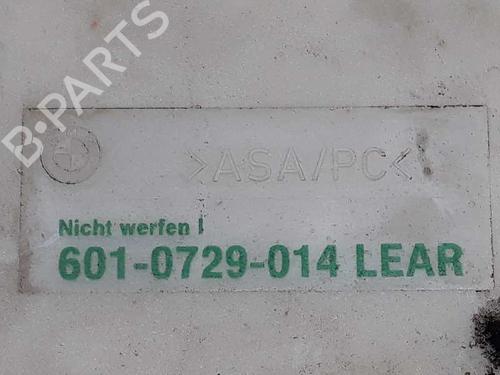 B-PARTS
>ASA/PC<
Nicht werfen !
601-0729-014 LEAR